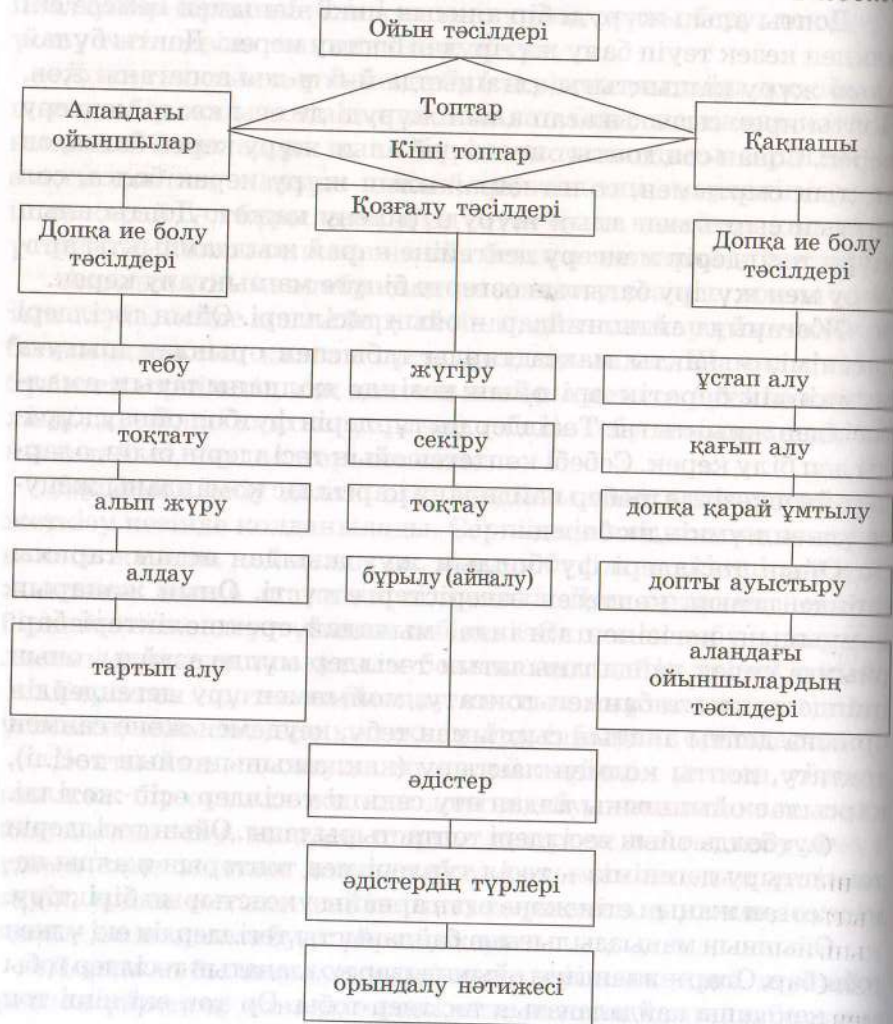 Ойын тәсілдері
Алаңдағы
ойыншылар
Топтар
Кіші топтар
Қақпашы
Қозғалу тәсілдері
Допқа ие болу
тәсілдері
Допқа ие болу
тәсілдері
тебу
жүгіру
ұстап алу
тоқтату
секіру
қағып алу
алып жүру
тоқтау
допқа қарай ұмтылу
алдау
бұрылу (айналу)
допты ауыстыру
тартып алу
алаңдағы
ойыншылардың
тәсілдері
әдістер
әдістердің түрлері
орындалу нәтижесі